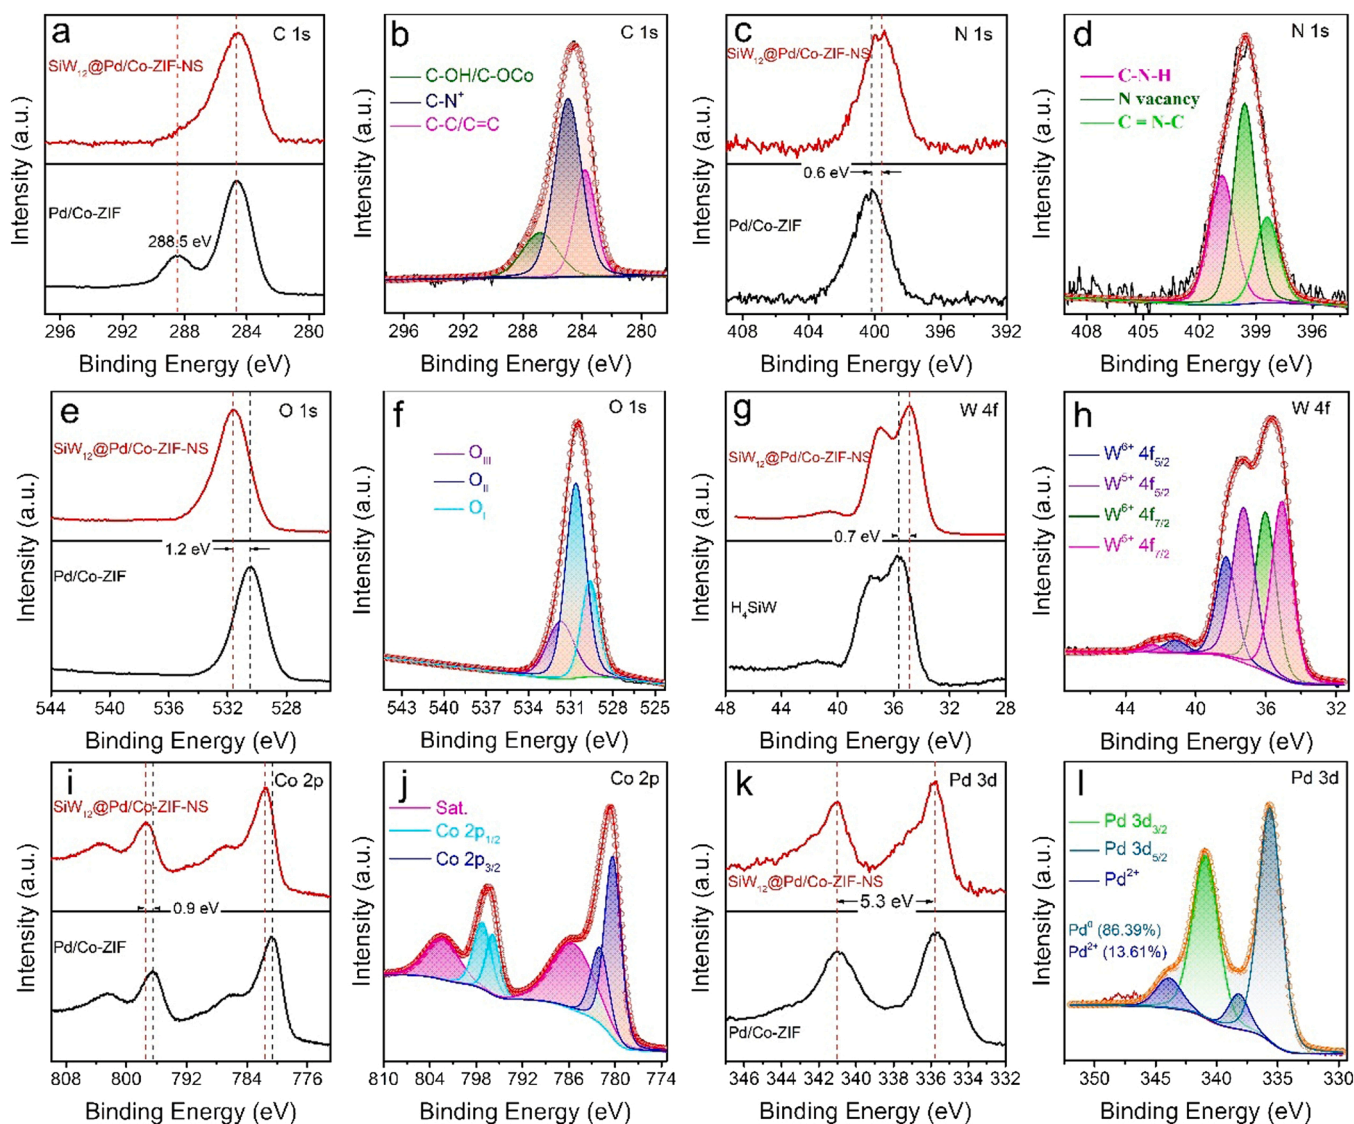 a
C 1s
SiW12@Pd/Co-ZIF-NS
Pd/Co-ZIF
288.5 eV
Intensity (a.u.)
296 292 288 284 280
Binding Energy (eV)
b
C 1s
C-OH/C-OCo
C-N+
C-C/C=C
Intensity (a.u.)
296 292 288 284 280
Binding Energy (eV)
c
N 1s
SiW12@Pd/Co-ZIF-NS
0.6 eV
Pd/Co-ZIF
Intensity (a.u.)
408 404 400 396 392
Binding Energy (eV)
d
N 1s
C-N-H
N vacancy
C = N-C
Intensity (a.u.)
408 405 402 399 396
Binding Energy (eV)
e
O 1s
SiW12@Pd/Co-ZIF-NS
1.2 eV
Pd/Co-ZIF
Intensity (a.u.)
544 540 536 532 528
Binding Energy (eV)
f
O 1s
OIII
OII
OI
Intensity (a.u.)
543 540 537 534 531 528 525
Binding Energy (eV)
g
W 4f
SiW12@Pd/Co-ZIF-NS
0.7 eV
H4SiW
Intensity (a.u.)
48 44 40 36 32 28
Binding Energy (eV)
h
W 4f
W6+ 4f5/2
W5+ 4f5/2
W6+ 4f7/2
W5+ 4f7/2
Intensity (a.u.)
44 40 36 32
Binding Energy (eV)
i
Co 2p
SiW12@Pd/Co-ZIF-NS
0.9 eV
Pd/Co-ZIF
Intensity (a.u.)
808 800 792 784 776
Binding Energy (eV)
j
Co 2p
Sat.
Co 2p1/2
Co 2p3/2
Intensity (a.u.)
810 804 798 792 786 780 774
Binding Energy (eV)
k
Pd 3d
SiW12@Pd/Co-ZIF-NS
5.3 eV
Pd/Co-ZIF
Intensity (a.u.)
346 344 342 340 338 336 334 332
Binding Energy (eV)
l
Pd 3d
Pd 3d3/2
Pd 3d5/2
Pd2+
Pd0 (86.39%)
Pd2+ (13.61%)
Intensity (a.u.)
350 345 340 335 330
Binding Energy (eV)